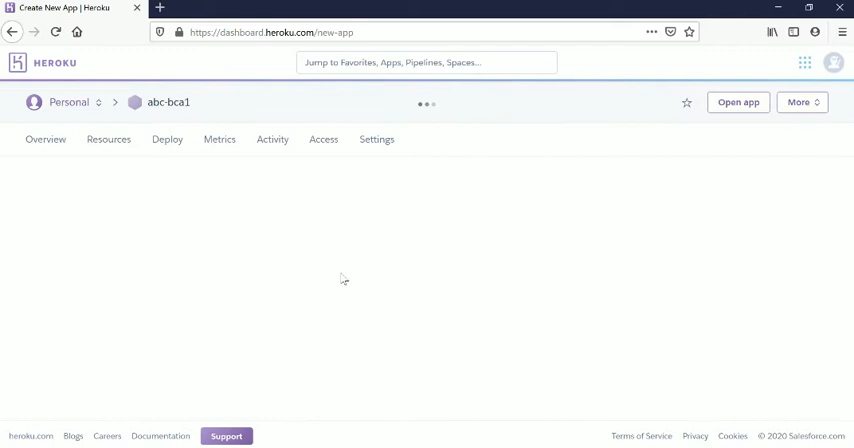 Create New App | Heroku
https://dashboard.heroku.com/new-app
HEROKU
Jump to Favorites, Apps, Pipelines, Spaces...
Personal > abc-bca1
Open app
More
Overview Resources Deploy Metrics Activity Access Settings
heroku.com Blogs Careers Documentation Support Terms of Service Privacy Cookies © 2020 Salesforce.com